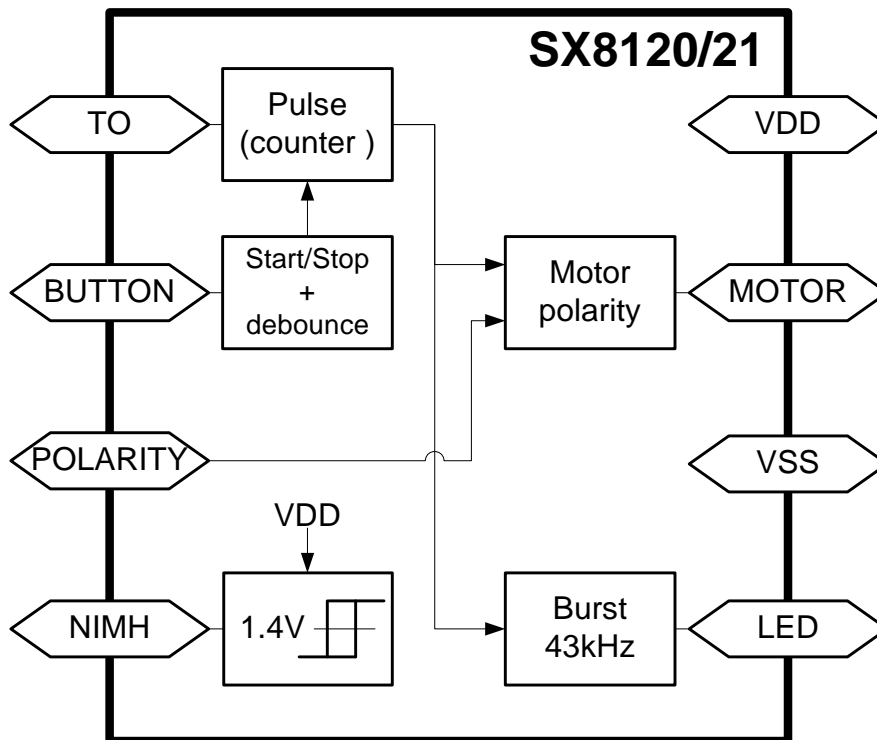 SX8120/21
TO
Pulse
(counter )
VDD
BUTTON
Start/Stop
+
debounce
Motor
polarity
MOTOR
POLARITY
VSS
VDD
NIMH
1.4V
Burst
43kHz
LED